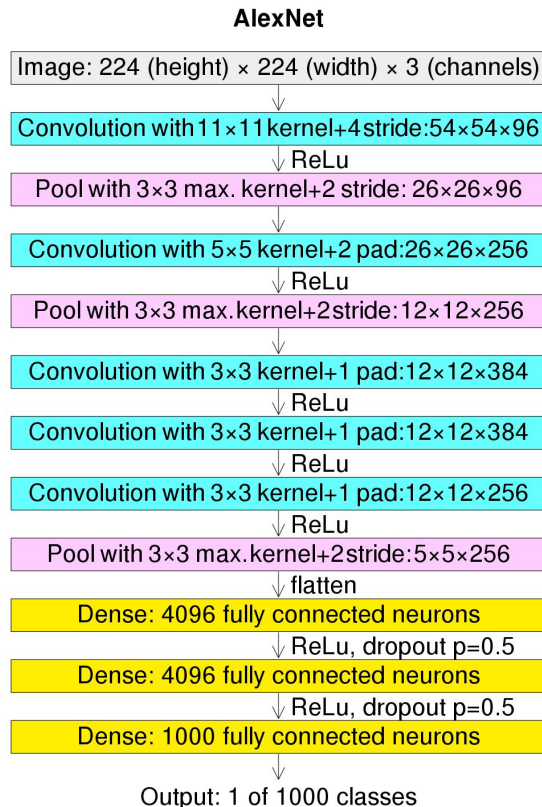 AlexNet
Image: 224 (height) × 224 (width) × 3 (channels)
Convolution with 11×11 kernel+4 stride:54×54×96
ReLu
Pool with 3×3 max. kernel+2 stride: 26×26×96
Convolution with 5×5 kernel+2 pad:26×26×256
ReLu
Pool with 3×3 max.kernel+2stride:12×12×256
Convolution with 3×3 kernel+1 pad:12×12×384
ReLu
Convolution with 3×3 kernel+1 pad:12×12×384
ReLu
Convolution with 3×3 kernel+1 pad:12×12×256
ReLu
Pool with 3×3 max.kernel+2stride:5×5×256
flatten
Dense: 4096 fully connected neurons
ReLu, dropout p=0.5
Dense: 4096 fully connected neurons
ReLu, dropout p=0.5
Dense: 1000 fully connected neurons
Output: 1 of 1000 classes